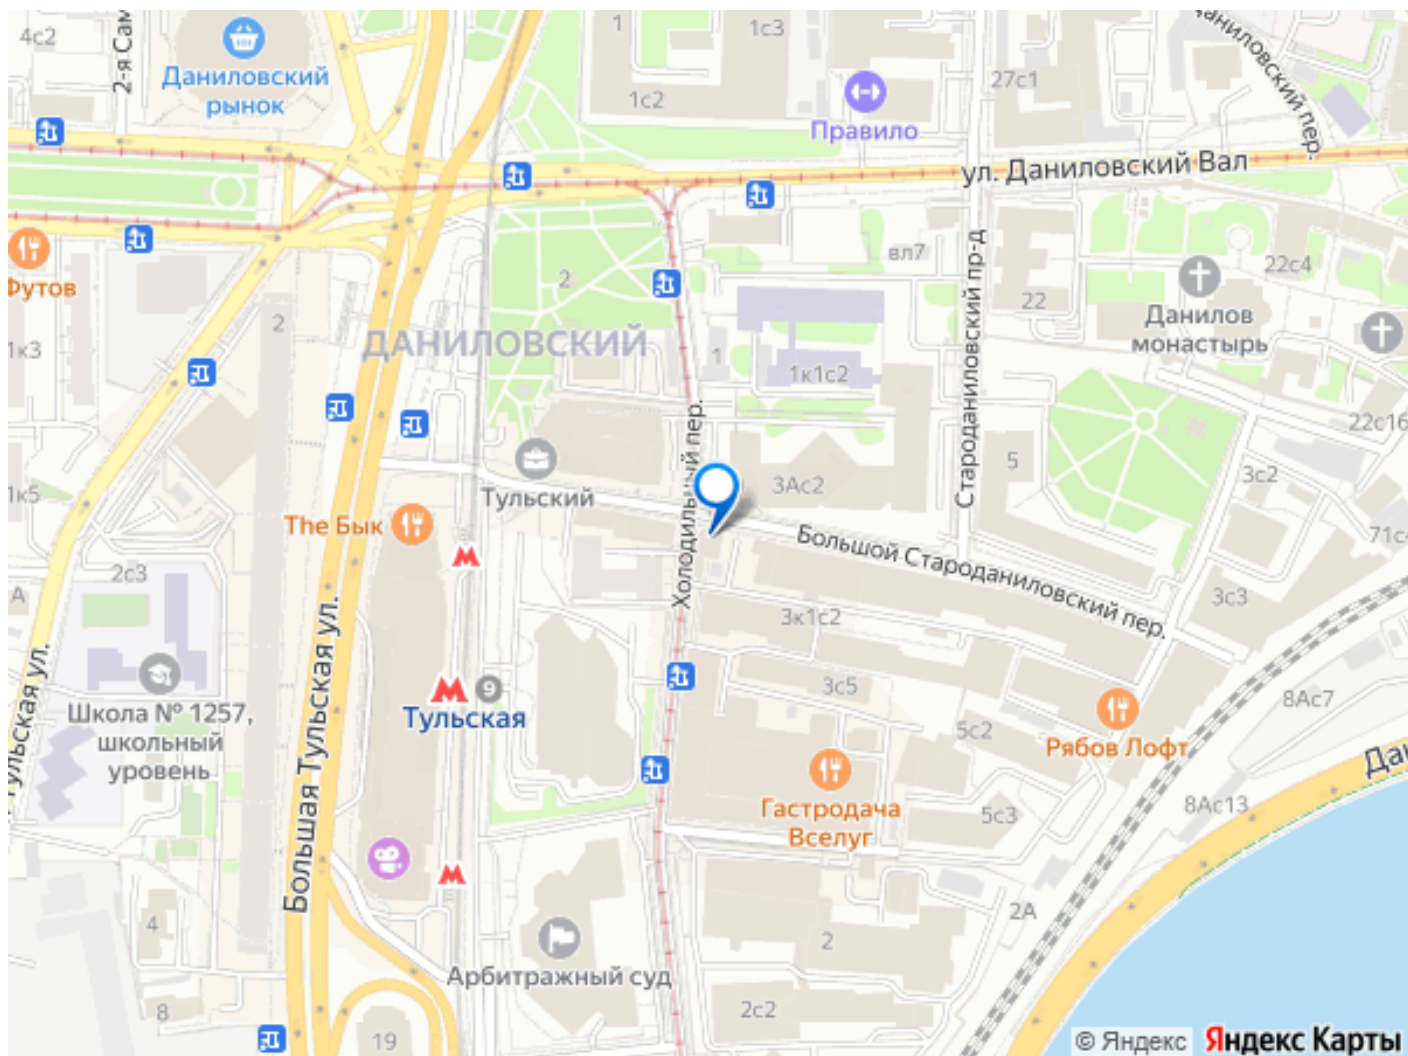 4с2
2-я Сам
Даниловский
рынок
1
1с3
1с2
Правило
27с1
Даниловский пер.
ул. Даниловский Вал
Футов
1к3
2
2
ДАНИЛОВСКИЙ
вл7
Староданиловский пр-д
22
22с4
Данилов
монастырь
1
1к1с2
22с16
Холодильный пер.
Тульский
3Ас2
5
3с2
1к5
The Бык
Большой Староданиловский пер.
71с4
2с3
А
3к1с2
3с3
Тульская ул.
Большая Тульская ул.
Школа № 1257,
школьный
уровень
9
Тульская
3с5
5с2
Рябов Лофт
8Ас7
Гастродача
Вселуг
5с3
8Ас13
Дан
2А
4
8
19
Арбитражный суд
2
2с2
© Яндекс Яндекс Карты